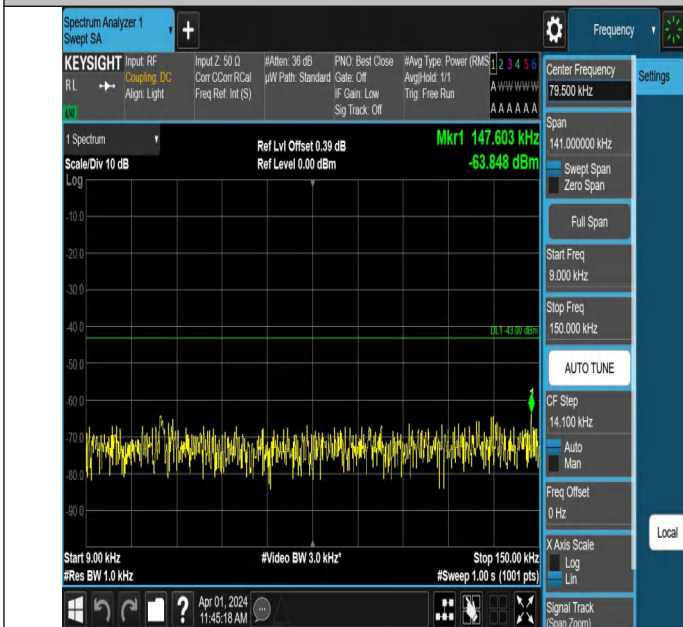 Spectrum Analyzer 1
Swept SA
+
Frequency
KEYSIGHT
RL
Input: RF
Coupling: DC
Align: Light
Input Z: 50 Ω
Corr CCorr RCal
Freq Ref: Int (S)
#Atten: 36 dB
µW Path: Standard
PNO: Best Close
Gate: Off
IF Gain: Low
Sig Track: Off
#Avg Type: Power (RMS
Avg|Hold: 1/1
Trig: Free Run
1 2 3 4 5 6
A W W W W W
A A A A A A
1 Spectrum
Scale/Div 10 dB
Log
Ref Lvl Offset 0.39 dB
Ref Level 0.00 dBm
Mkr1 147.603 kHz
-63.848 dBm
-10.0
-20.0
-30.0
-40.0
-50.0
-60.0
-70.0
-80.0
-90.0
DL1 -43.00 dBm
1
Start 9.00 kHz
#Res BW 1.0 kHz
#Video BW 3.0 kHz*
Stop 150.00 kHz
#Sweep 1.00 s (1001 pts)
Center Frequency
79.500 kHz
Settings
Span
141.000000 kHz
Swept Span
Zero Span
Full Span
Start Freq
9.000 kHz
Stop Freq
150.000 kHz
AUTO TUNE
CF Step
14.100 kHz
Auto
Man
Freq Offset
0 Hz
X Axis Scale
Log
Lin
Local
Signal Track
(Span Zoom)
?
Apr 01, 2024
11:45:18 AM